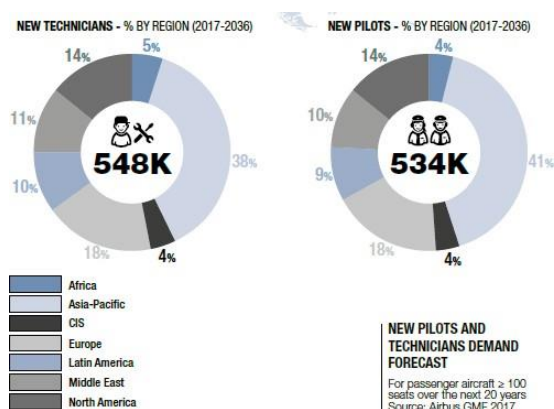 NEW TECHNICIANS - % BY REGION (2017-2036)
5%
14%
11%
548K
38%
10%
18%
4%
NEW PILOTS - % BY REGION (2017-2036)
4%
14%
10%
534K
41%
9%
18%
4%
Africa
Asia-Pacific
CIS
Europe
Latin America
Middle East
North America
NEW PILOTS AND
TECHNICIANS DEMAND
FORECAST
For passenger aircraft ≥ 100
seats over the next 20 years
Source: Airbus GMF 2017